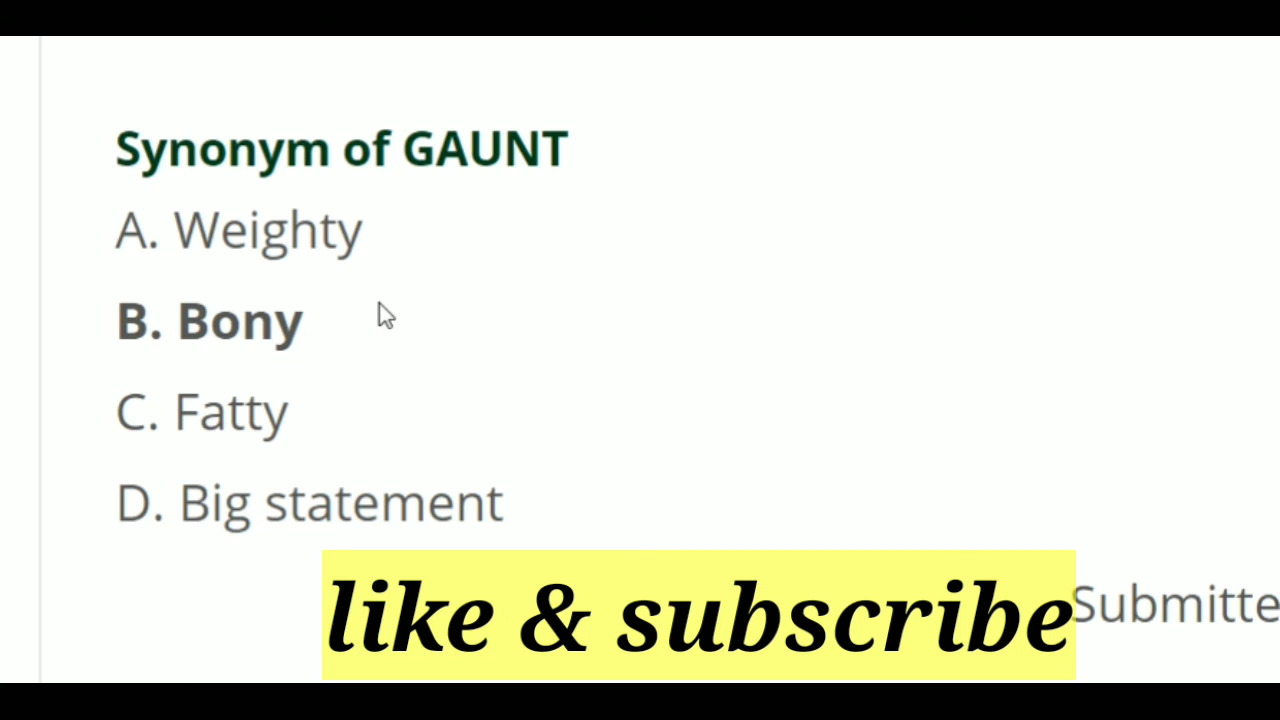 Synonym of GAUNT
A. Weighty
B. Bony
C. Fatty
D. Big statement
like & subscribe
Submitte